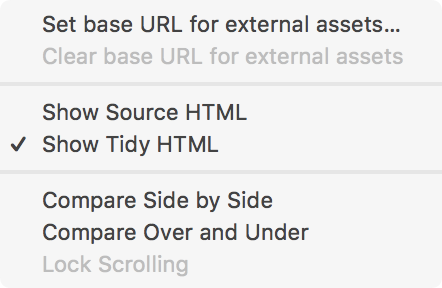 Set base URL for external assets...
Clear base URL for external assets
Show Source HTML
Show Tidy HTML
Compare Side by Side
Compare Over and Under
Lock Scrolling